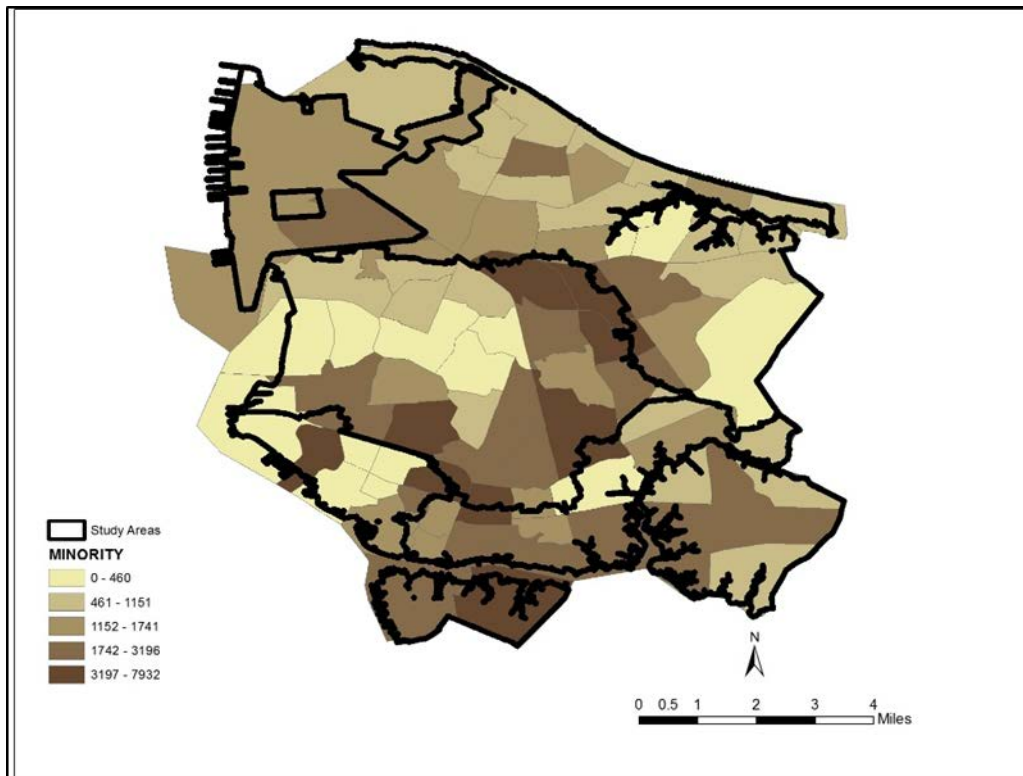 Study Areas
MINORITY
0 - 460
461 - 1151
1152 - 1741
1742 - 3196
3197 - 7932
N
0 0.5 1 2 3 4
Miles